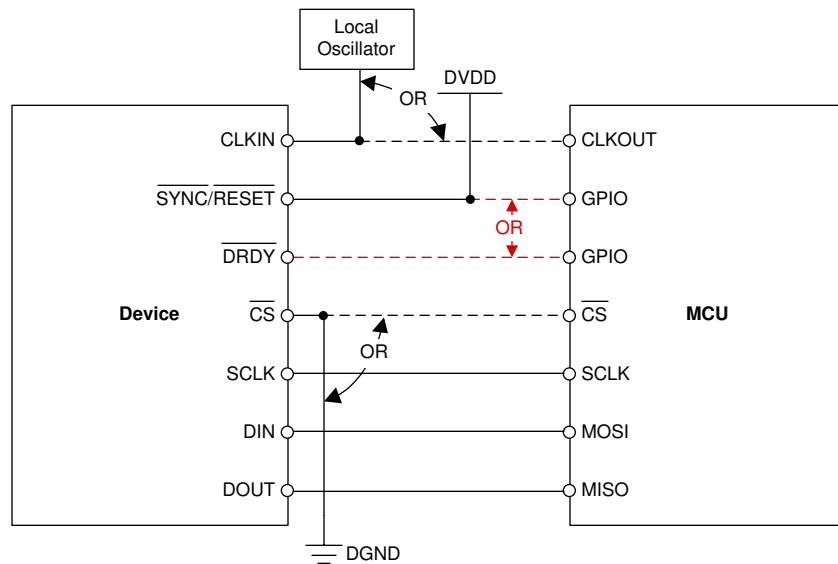 Local
Oscillator
DVDD
OR
CLKIN
CLKOUT
SYNC/RESET
GPIO
OR
DRDY
GPIO
Device
CS
CS
MCU
OR
SCLK
SCLK
DIN
MOSI
DOUT
MISO
DGND